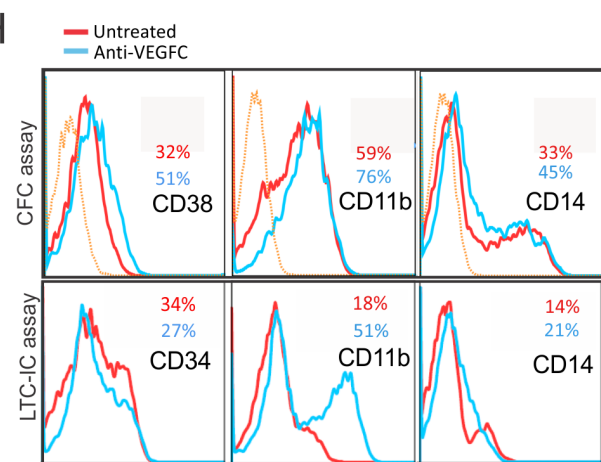 H
Untreated
Anti-VEGFC
CFC assay
32%
51%
CD38
59%
76%
CD11b
33%
45%
CD14
LTC-IC assay
34%
27%
CD34
18%
51%
CD11b
14%
21%
CD14